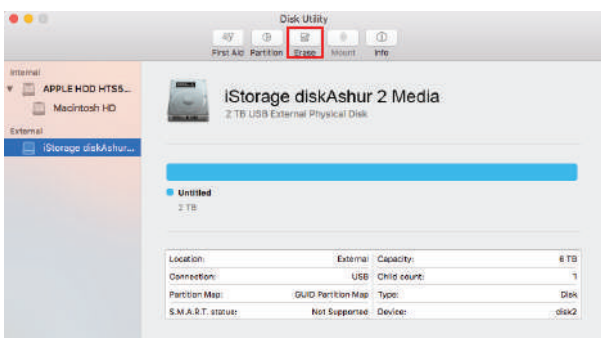 Disk Utility
First Aid Partition Erase Mount Info
Internal
APPLE HDD HTS5...
Macintosh HD
External
iStorage diskAshur...
iStorage diskAshur 2 Media
2 TB USB External Physical Disk
Untitled
2 TB
Location: External Capacity: 6 TB
Connection: USB Child count: 1
Partition Map: GUID Partition Map Type: Disk
S.M.A.R.T. status: Not Supported Device: disk2